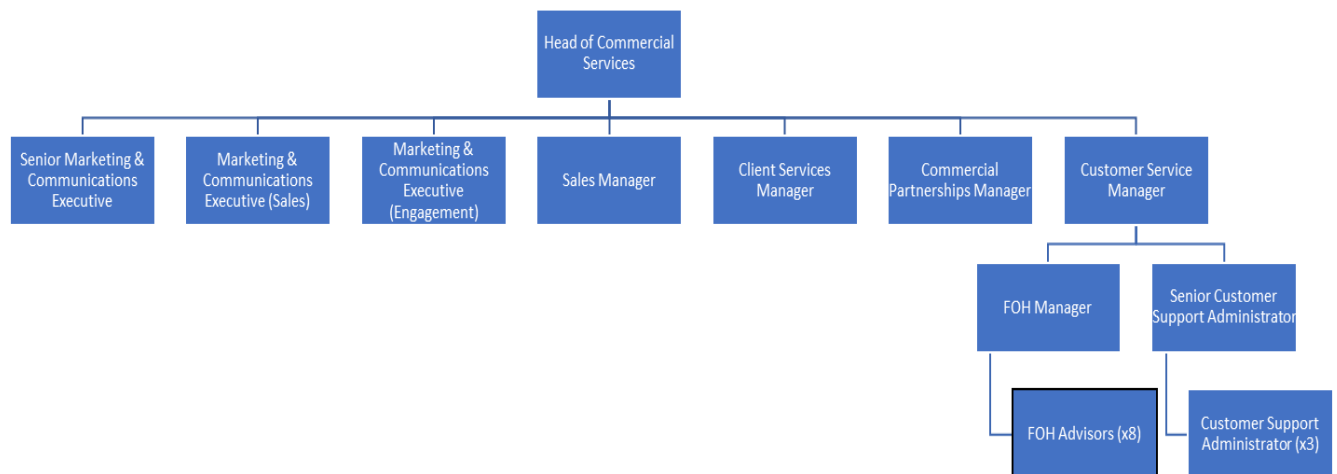 Head of Commercial
Services
Senior Marketing &
Communications
Executive
Marketing &
Communications
Executive (Sales)
Marketing &
Communications
Executive
(Engagement)
Sales Manager
Client Services
Manager
Commercial
Partnerships Manager
Customer Service
Manager
FOH Manager
Senior Customer
Support Administrator
FOH Advisors (x8)
Customer Support
Administrator (x3)